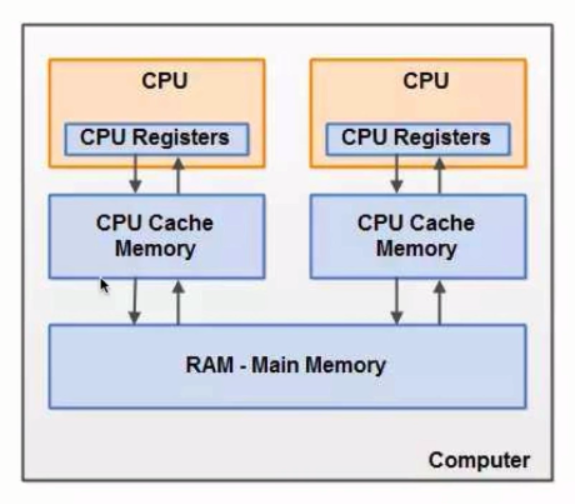 CPU
CPU
CPU Registers
CPU Registers
CPU Cache
Memory
CPU Cache
Memory
RAM - Main Memory
Computer